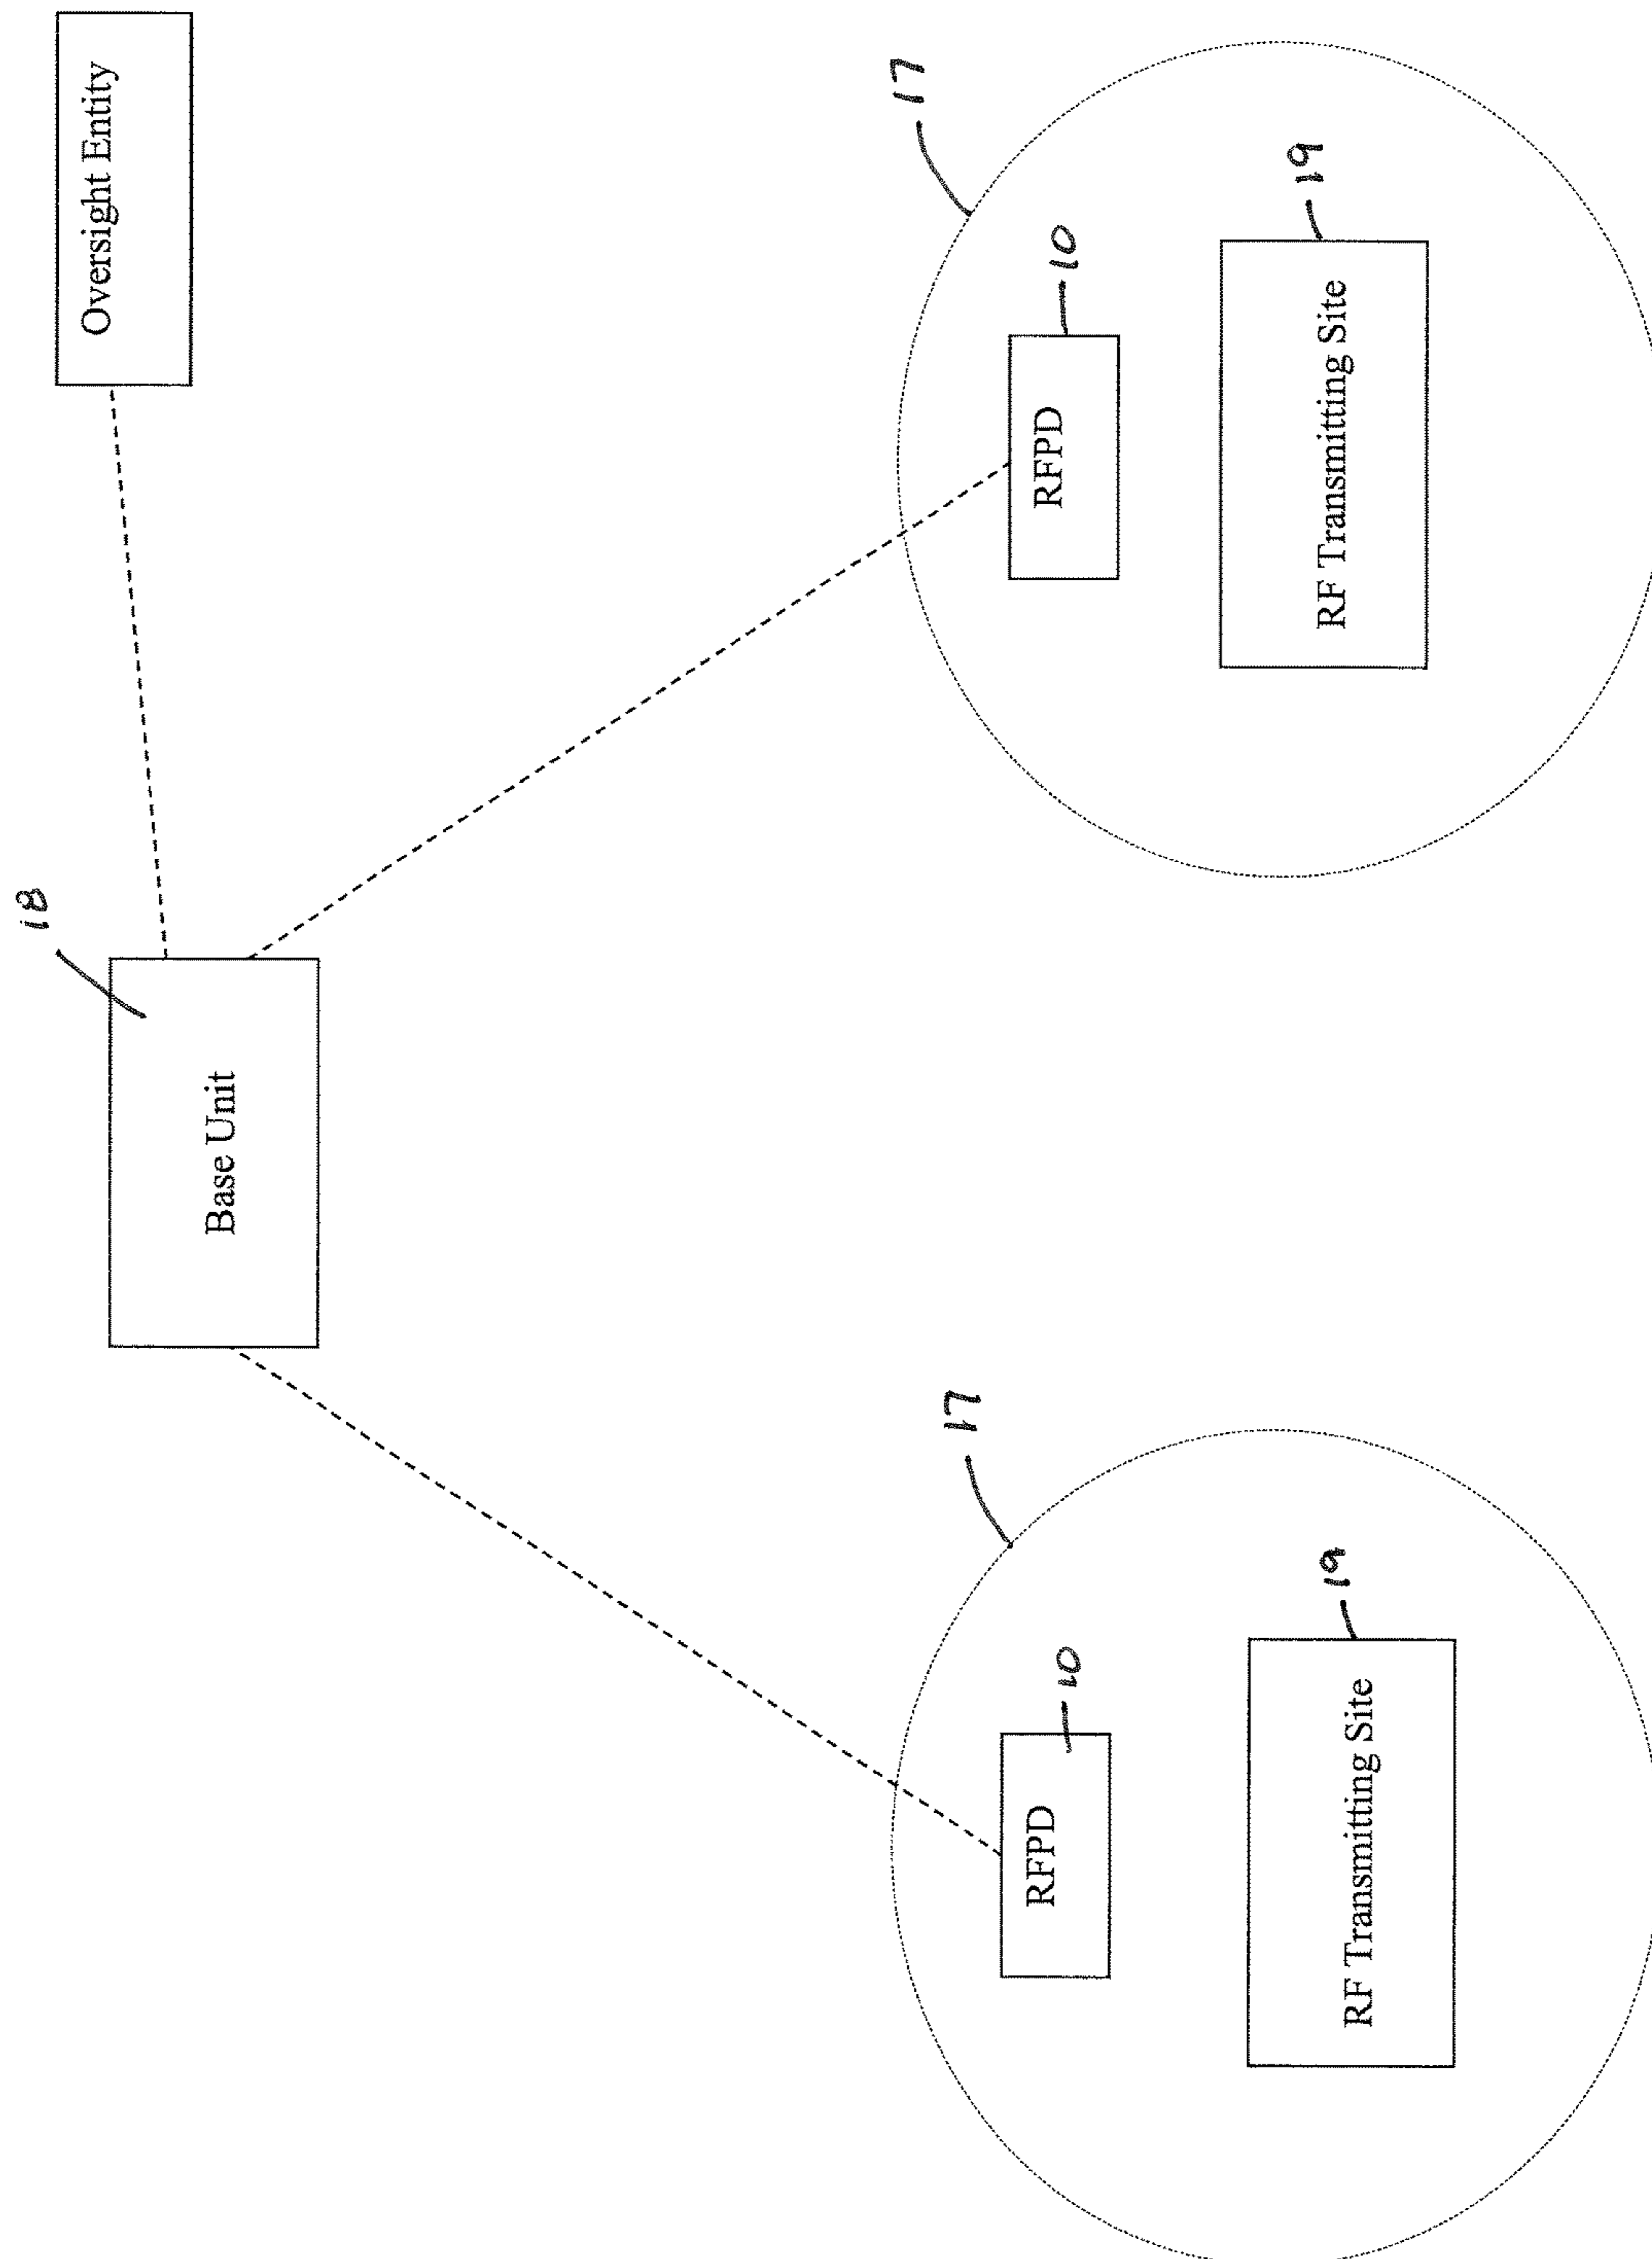 18
Oversight Entity
Base Unit
17
17
RFPD
10
RFPD
10
19
19
RF Transmitting Site
RF Transmitting Site